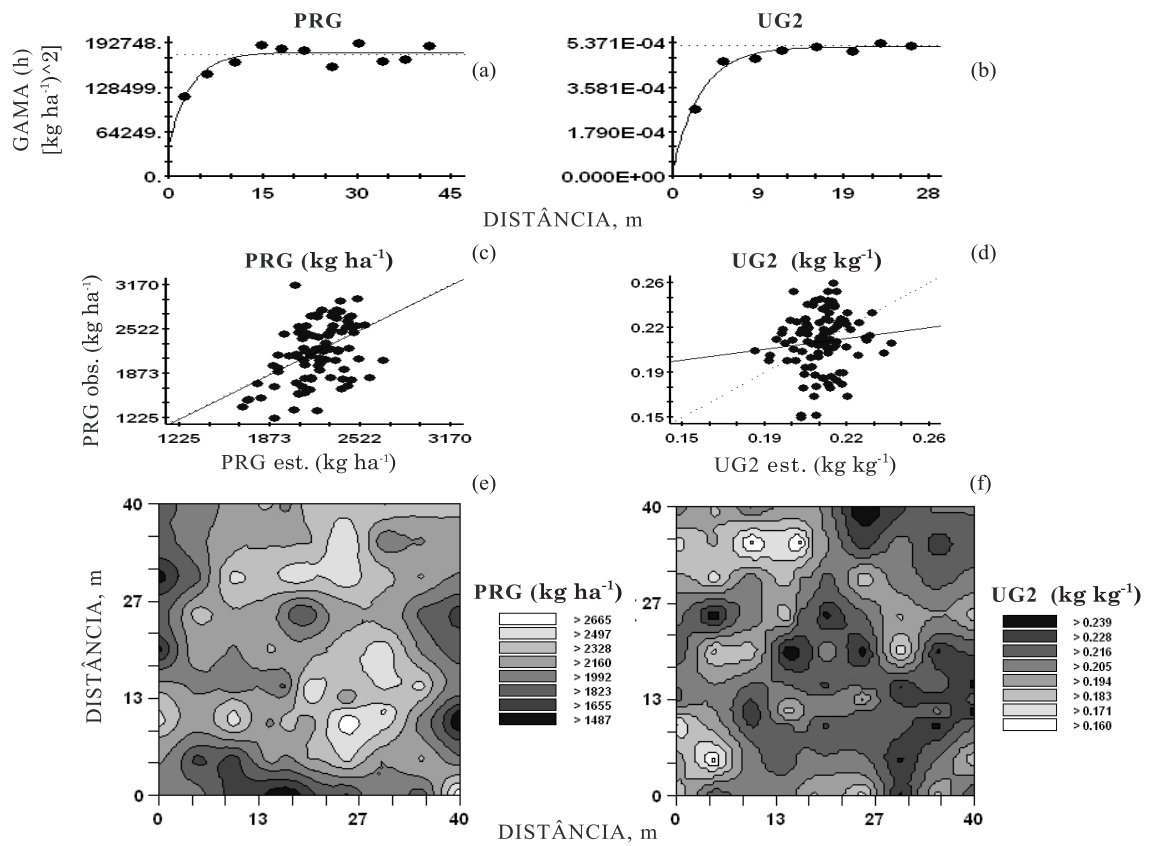 PRG
UG2
GAMA (h)
[kg ha-1)^2]
192748.
128499.
64249.
0.
0 15 30 45
(a)
5.371E-04
3.581E-04
1.790E-04
0.000E+00
0 9 19 28
(b)
DISTÂNCIA, m
(c)
(d)
PRG (kg ha-1)
UG2 (kg kg-1)
PRG obs. (kg ha-1)
3170
2522
1873
1225
1225 1873 2522 3170
PRG est. (kg ha-1)
0.26
0.22
0.19
0.15
0.15 0.19 0.22 0.26
UG2 est. (kg kg-1)
(e)
(f)
DISTÂNCIA, m
40
27
13
0
0 13 27 40
PRG (kg ha-1)
> 2665
> 2497
> 2328
> 2160
> 1992
> 1823
> 1655
> 1487
40
27
13
0
0 13 27 40
UG2 (kg kg-1)
> 0.239
> 0.228
> 0.216
> 0.205
> 0.194
> 0.183
> 0.171
> 0.160
DISTÂNCIA, m